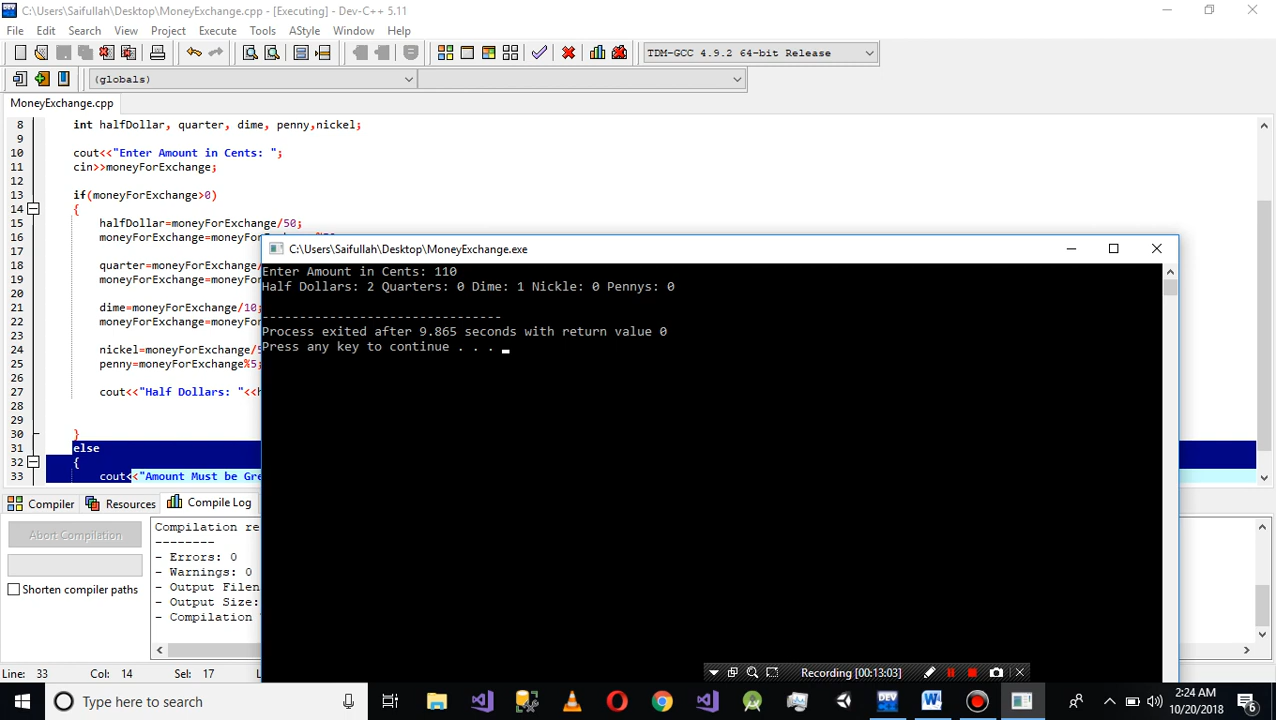 C:\Users\Saifullah\Desktop\MoneyExchange.cpp - [Executing] - Dev-C++ 5.11
File Edit Search View Project Execute Tools AStyle Window Help
TDM-GCC 4.9.2 64-bit Release
(globals)
MoneyExchange.cpp
8 int halfDollar, quarter, dime, penny,nickel;
9
10 cout<<"Enter Amount in Cents: ";
11 cin>>moneyForExchange;
12
13 if(moneyForExchange>0)
14 {
15 halfDollar=moneyForExchange/50;
16 moneyForExchange=moneyFor
17
18 quarter=moneyForExchange/
19 moneyForExchange=moneyFor
20
21 dime=moneyForExchange/10;
22 moneyForExchange=moneyFor
23
24 nickel=moneyForExchange/5
25 penny=moneyForExchange%5;
26
27 cout<<"Half Dollars: "<<h
28
29
30 }
31 else
32 {
33 cout<<"Amount Must be Gre
C:\Users\Saifullah\Desktop\MoneyExchange.exe
Enter Amount in Cents: 110
Half Dollars: 2 Quarters: 0 Dime: 1 Nickle: 0 Pennys: 0
--------------------------------
Process exited after 9.865 seconds with return value 0
Press any key to continue . . .
Compiler Resources Compile Log
Abort Compilation
Shorten compiler paths
Compilation re
--------
- Errors: 0
- Warnings: 0
- Output Filen
- Output Size:
- Compilation
Line: 33 Col: 14 Sel: 17
Recording [00:13:03]
Type here to search
2:24 AM
10/20/2018
6